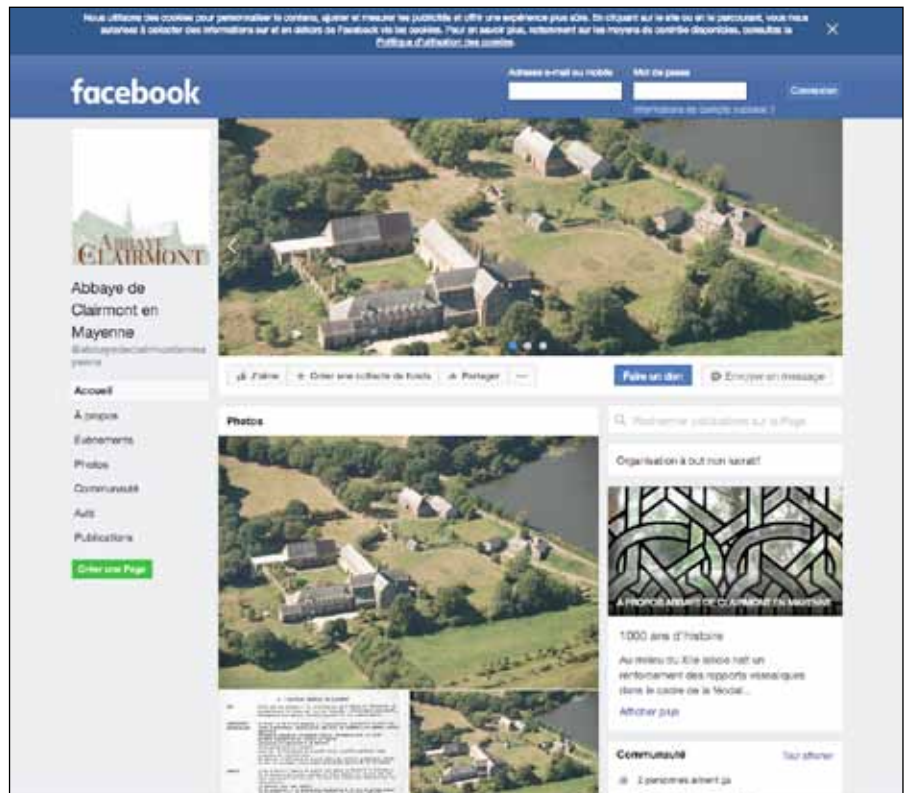 Nous utilisons des cookies pour personnaliser le contenu, ajuster et mesurer les publicités et offrir une expérience plus sûre. En cliquant sur le site ou en le parcourant, vous nous
autorisez à collecter des informations sur et en dehors de Facebook via les cookies. Pour en savoir plus, notamment sur les moyens de contrôle disponibles, consultez la
Politique d'utilisation des cookies.
facebook
Adresse e-mail ou mobile
Mot de passe
Connexion
Informations de compte oubliées ?
ABBAYE
CLAIRMONT
Abbaye de
Clairmont en
Mayenne
Accueil
À propos
Évènements
Photos
Communauté
Avis
Publications
Créer une Page
J'aime
+ Créer une collecte de fonds
Partager
Faire un don
Envoyer un message
Photos
Rechercher publications sur la Page
Organisation à but non lucratif
À PROPOS ABBAYE DE CLAIRMONT EN MAYENNE
1000 ans d'histoire
Au milieu du XIe siècle naît un
renforcement des rapports vassaliques
dans le cadre de la féodal...
Afficher plus
Communauté
Tout afficher
2 personnes aiment ça